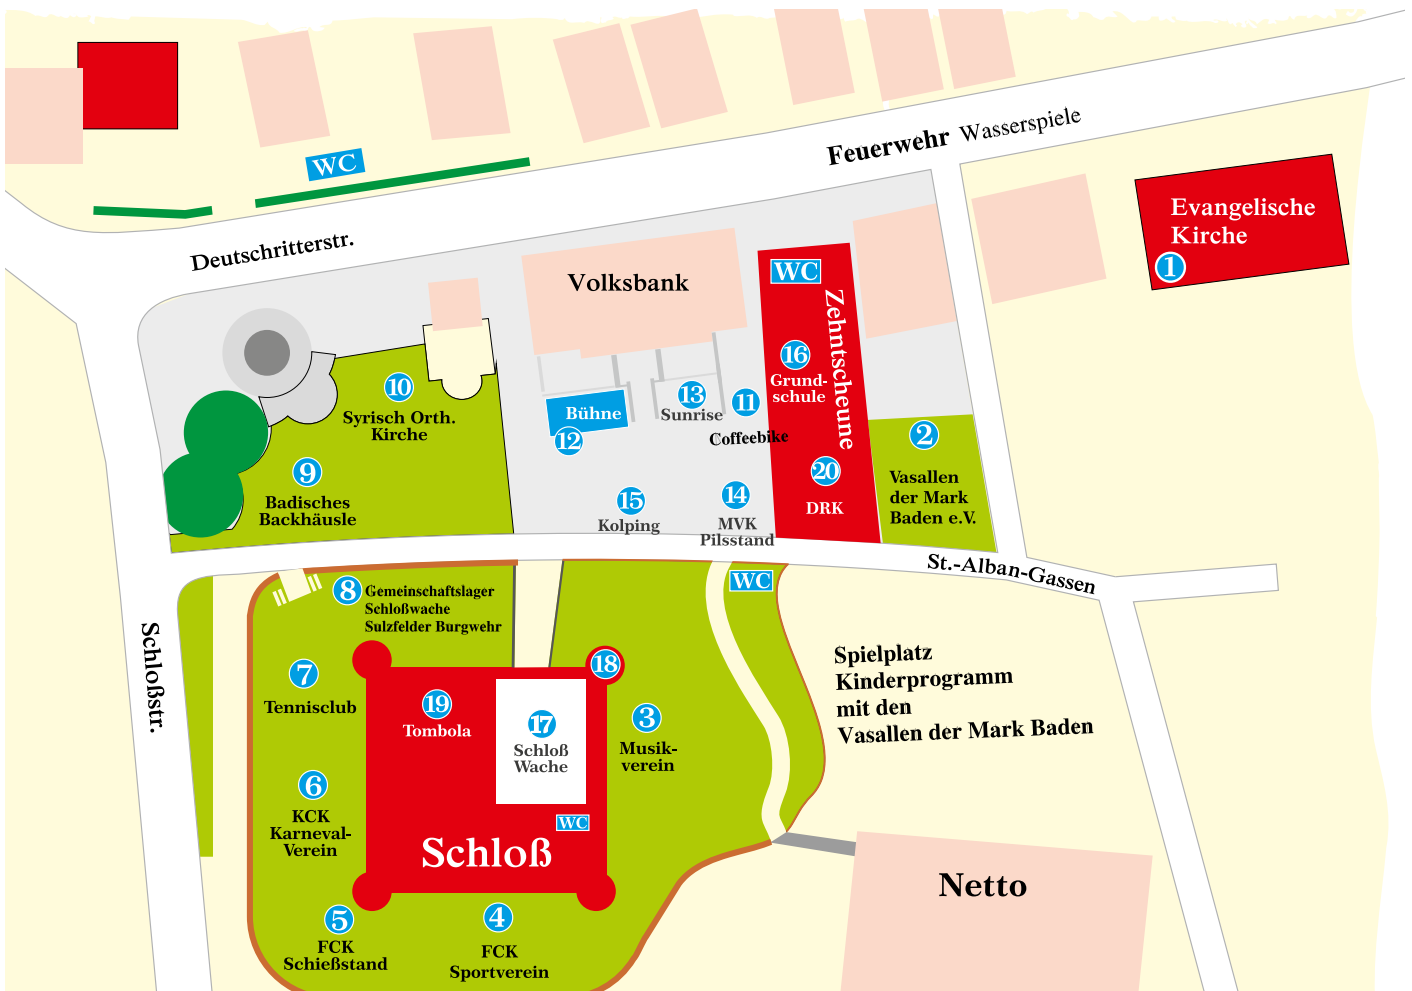 Feuerwehr Wasserspiele
WC
Evangelische
Kirche
1
Deutschritterstr.
Volksbank
WC
Zehntscheune
16
Grund-
schule
10
Syrisch Orth.
Kirche
13
Sunrise
11
Coffeebike
Bühne
12
2
Vasallen
der Mark
Baden e.V.
9
Badisches
Backhäusle
15
Kolping
14
MVK
Pilsstand
20
DRK
St.-Alban-Gassen
WC
8
Gemeinschaftslager
Schloßwache
Sulzfelder Burgwehr
Schloßstr.
7
Tennisclub
18
19
Tombola
17
Schloß
Wache
3
Musik-
verein
Spielplatz
Kinderprogramm
mit den
Vasallen der Mark Baden
6
KCK
Karneval-
Verein
WC
Schloß
Netto
5
FCK
Schießstand
4
FCK
Sportverein